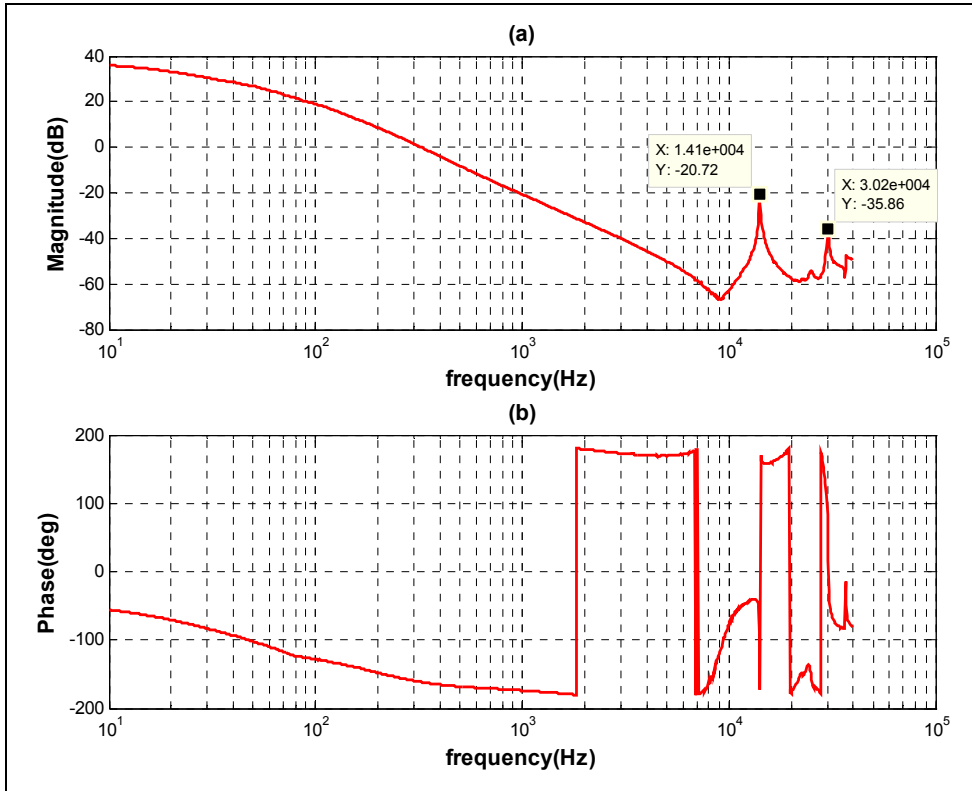 (a)
Magnitude(dB)
40
20
0
-20
-40
-60
-80
X: 1.41e+004
Y: -20.72
X: 3.02e+004
Y: -35.86
10^1
10^2
10^3
10^4
10^5
frequency(Hz)
(b)
Phase(deg)
200
100
0
-100
-200
10^1
10^2
10^3
10^4
10^5
frequency(Hz)